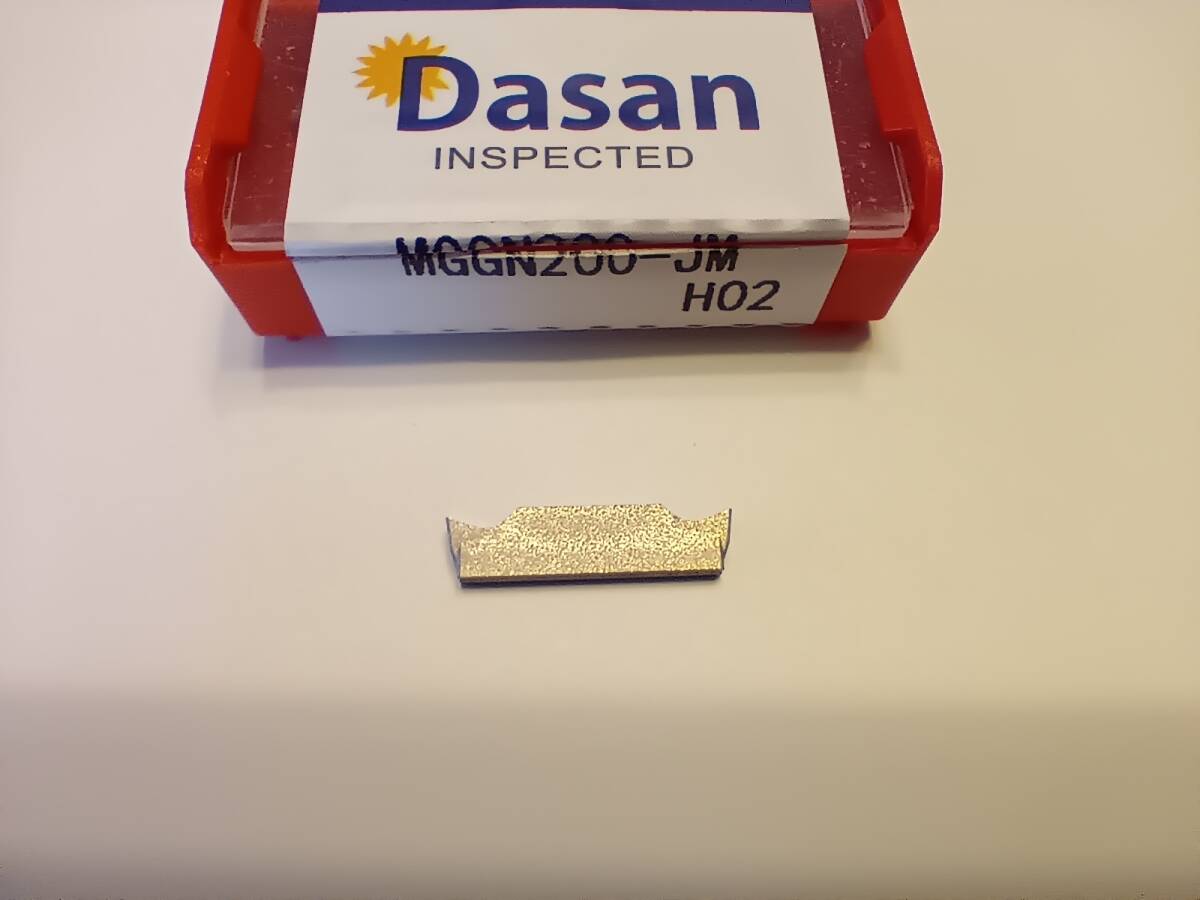 Dasan
INSPECTED
MGGN200-JM
H02